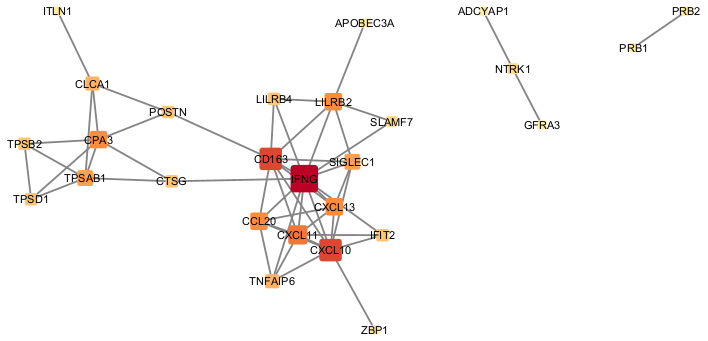 ITLN1
ADCYAP1
PRB2
APOBEC3A
PRB1
NTRK1
CLCA1
LILRB4
LILRB2
POSTN
SLAMF7
GFRA3
CPA3
TPSB2
CD163
SIGLEC1
IFNG
TPSAB1
CTSG
TPSD1
CXCL13
CCL20
CXCL11
IFIT2
CXCL10
TNFAIP6
ZBP1